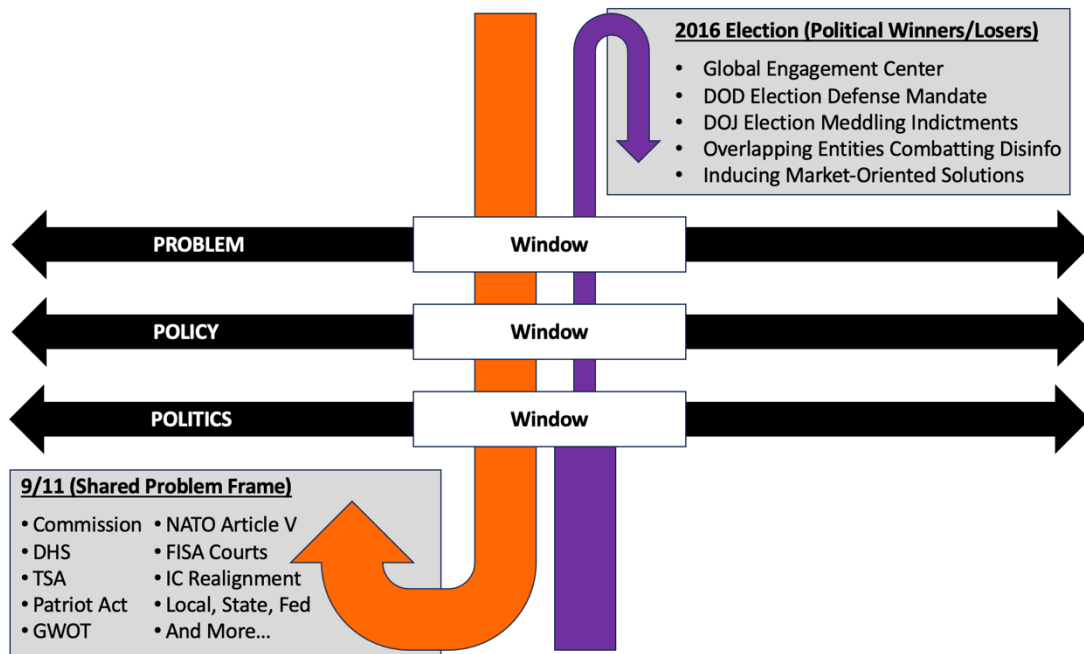 2016 Election (Political Winners/Losers)
• Global Engagement Center
• DOD Election Defense Mandate
• DOJ Election Meddling Indictments
• Overlapping Entities Combatting Disinfo
• Inducing Market-Oriented Solutions
PROBLEM
Window
POLICY
Window
POLITICS
Window
9/11 (Shared Problem Frame)
• Commission
• DHS
• TSA
• Patriot Act
• GWOT
• NATO Article V
• FISA Courts
• IC Realignment
• Local, State, Fed
• And More...